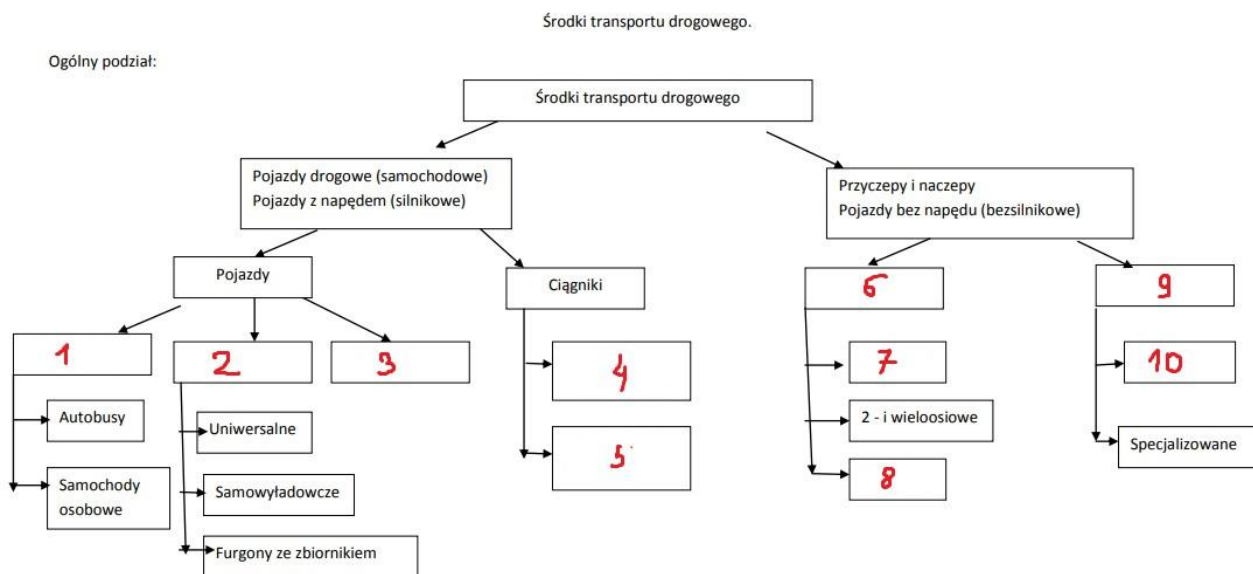 Środki transportu drogowego.
Ogólny podział:
Środki transportu drogowego
Pojazdy drogowe (samochodowe)
Pojazdy z napędem (silnikowe)
Przyczepy i naczepy
Pojazdy bez napędu (bezsilnikowe)
Pojazdy
Ciągniki
6
9
1
2
3
4
7
10
Autobusy
Uniwersalne
2 - i wieloosiowe
5
Specjalizowane
8
Samochody
osobowe
Samowyładowcze
Furgony ze zbiornikiem